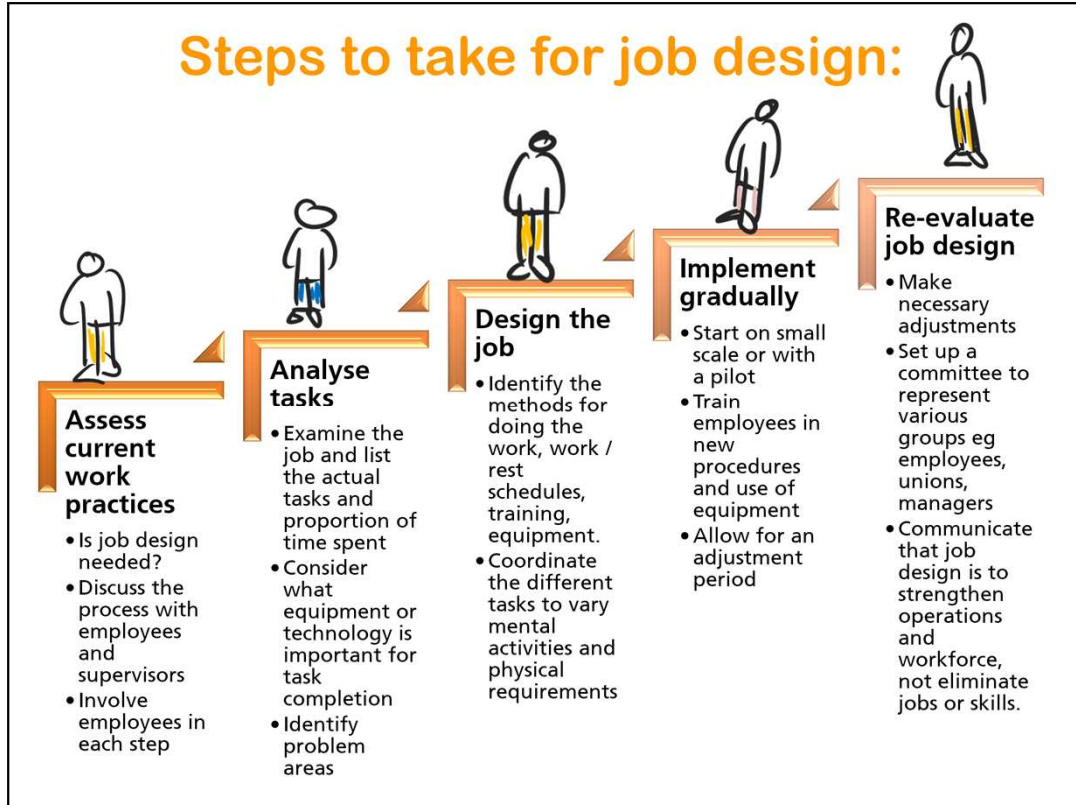 Steps to take for job design:
Assess
current
work
practices
• Is job design
needed?
• Discuss the
process with
employees
and
supervisors
• Involve
employees in
each step
Analyse
tasks
• Examine the
job and list
the actual
tasks and
proportion of
time spent
• Consider
what
equipment or
technology is
important for
task
completion
• Identify
problem
areas
Design the
job
• Identify the
methods for
doing the
work, work /
rest
schedules,
training,
equipment.
• Coordinate
the different
tasks to vary
mental
activities and
physical
requirements
Implement
gradually
• Start on small
scale or with
a pilot
• Train
employees in
new
procedures
and use of
equipment
• Allow for an
adjustment
period
Re-evaluate
job design
• Make
necessary
adjustments
• Set up a
committee to
represent
various
groups eg
employees,
unions,
managers
• Communicate
that job
design is to
strengthen
operations
and
workforce,
not eliminate
jobs or skills.